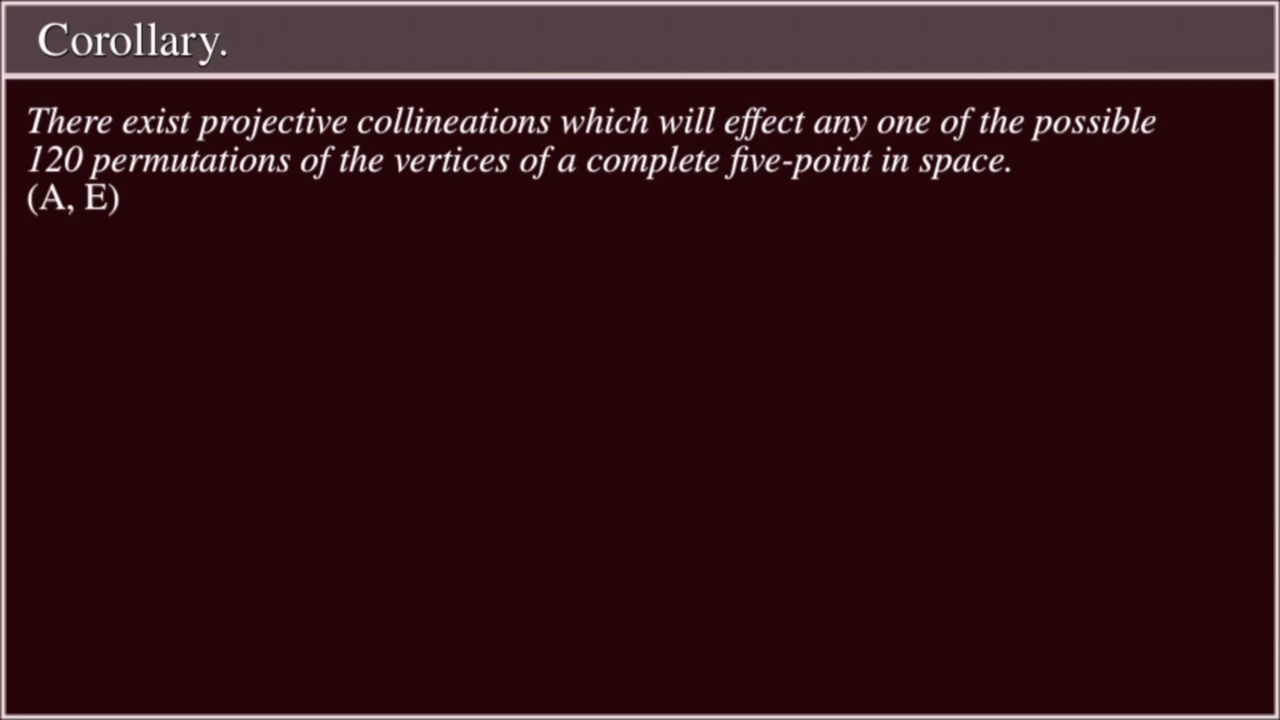 Corollary.
There exist projective collineations which will effect any one of the possible
120 permutations of the vertices of a complete five-point in space.
(A, E)